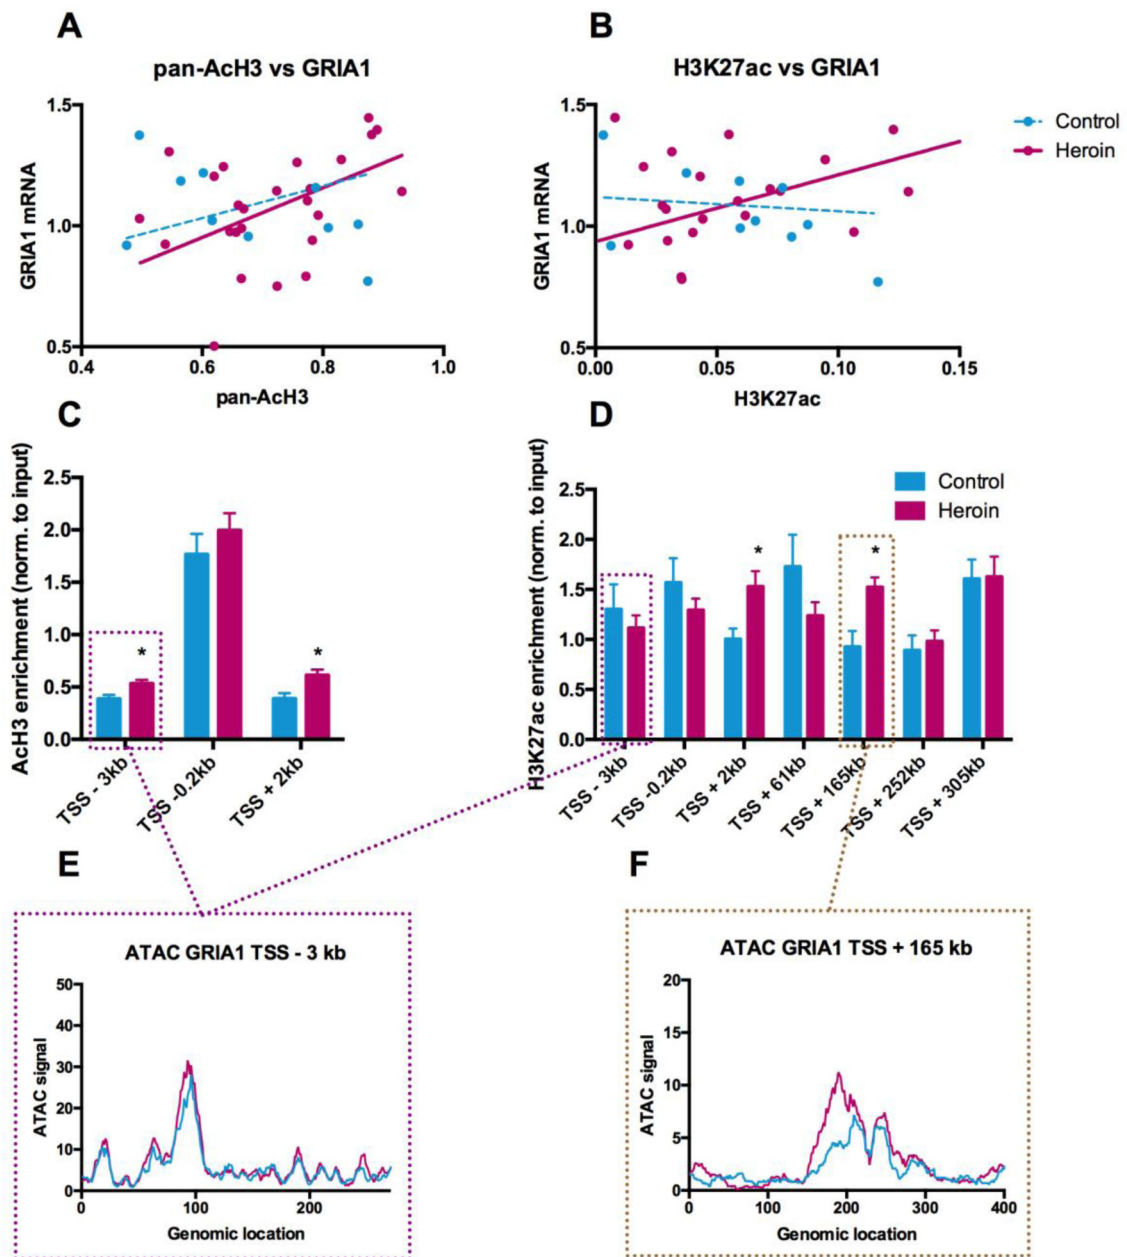 A
pan-AcH3 vs GRIA1
GRIA1 mRNA
1.5
1.0
0.5
0.4
0.6
0.8
1.0
pan-AcH3
B
H3K27ac vs GRIA1
GRIA1 mRNA
1.5
1.0
0.5
0.00
0.05
0.10
0.15
H3K27ac
Control
Heroin
C
AcH3 enrichment (norm. to input)
2.5
2.0
1.5
1.0
0.5
0.0
*
*
TSS - 3kb
TSS -0.2kb
TSS + 2kb
D
H3K27ac enrichment (norm. to input)
2.5
2.0
1.5
1.0
0.5
0.0
Control
Heroin
*
*
TSS - 3kb
TSS -0.2kb
TSS + 2kb
TSS + 61kb
TSS + 165kb
TSS + 252kb
TSS + 305kb
E
ATAC GRIA1 TSS - 3 kb
ATAC signal
50
40
30
20
10
0
0
100
200
Genomic location
F
ATAC GRIA1 TSS + 165 kb
ATAC signal
20
15
10
5
0
0
100
200
300
400
Genomic location